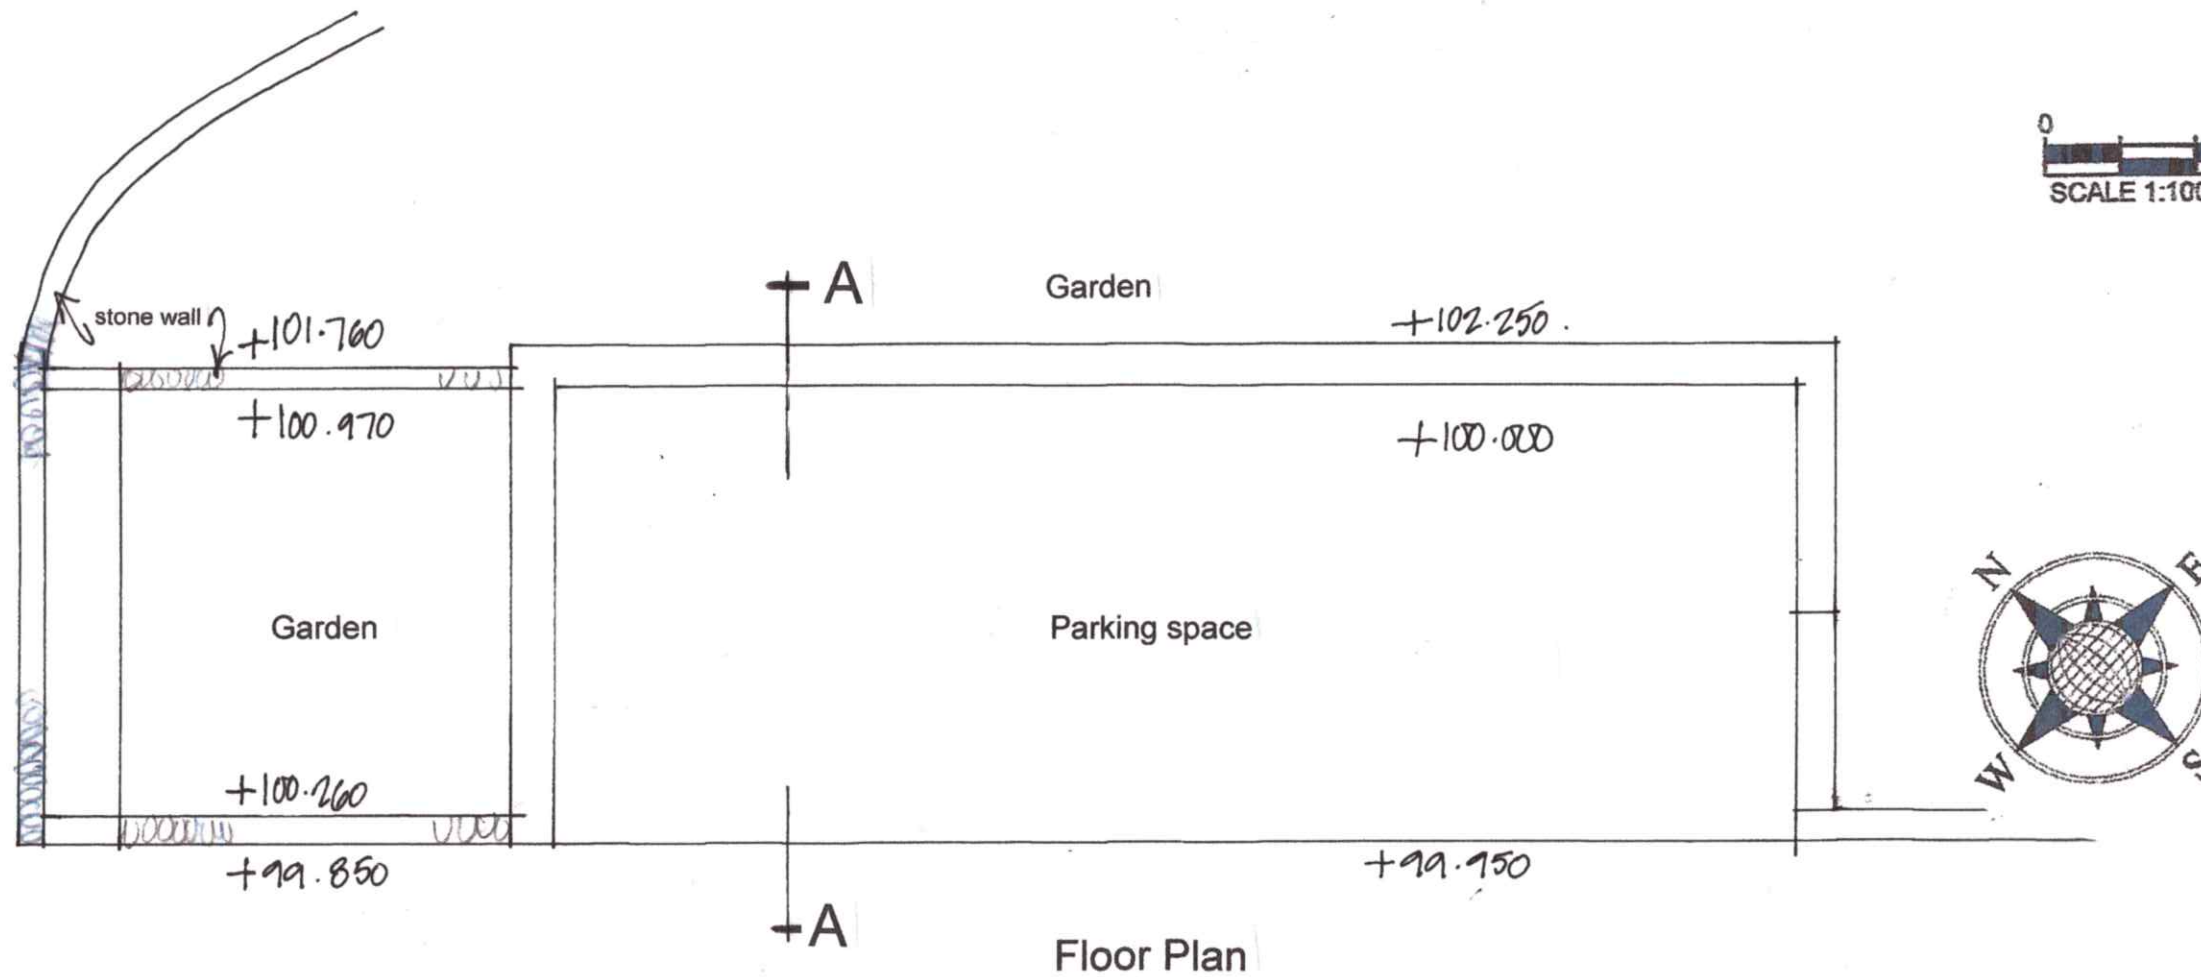 0
SCALE 1:100
A
Garden
stone wall
+101.760
+102.250.
+100.970
+100.000
N
E
Garden
Parking space
W
S
+100.260
+99.850
+99.950
A
Floor Plan